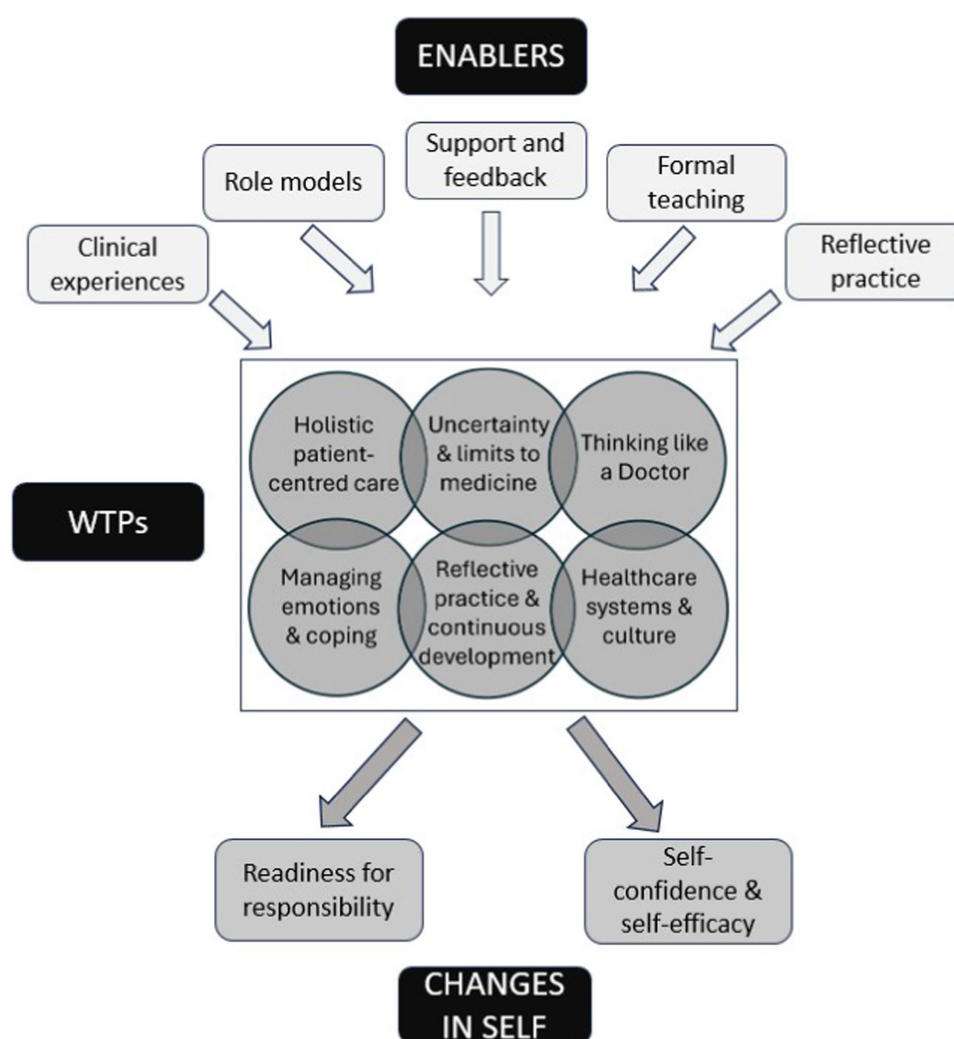 ENABLERS
Support and
feedback
Role models
Formal
teaching
Clinical
experiences
Reflective
practice
WTPs
Holistic
patient-
centred care
Uncertainty
& limits to
medicine
Thinking like
a Doctor
Managing
emotions
& coping
Reflective
practice &
continuous
development
Healthcare
systems &
culture
Readiness for
responsibility
Self-
confidence &
self-efficacy
CHANGES
IN SELF